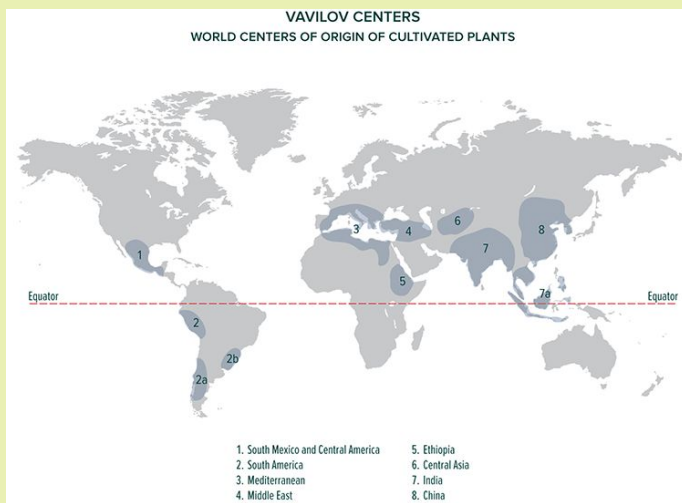 VAVILOV CENTERS
WORLD CENTERS OF ORIGIN OF CULTIVATED PLANTS
1
3
4
6
8
7
5
Equator
7a
Equator
2
2b
2a
1. South Mexico and Central America
2. South America
3. Mediterranean
4. Middle East
5. Ethiopia
6. Central Asia
7. India
8. China